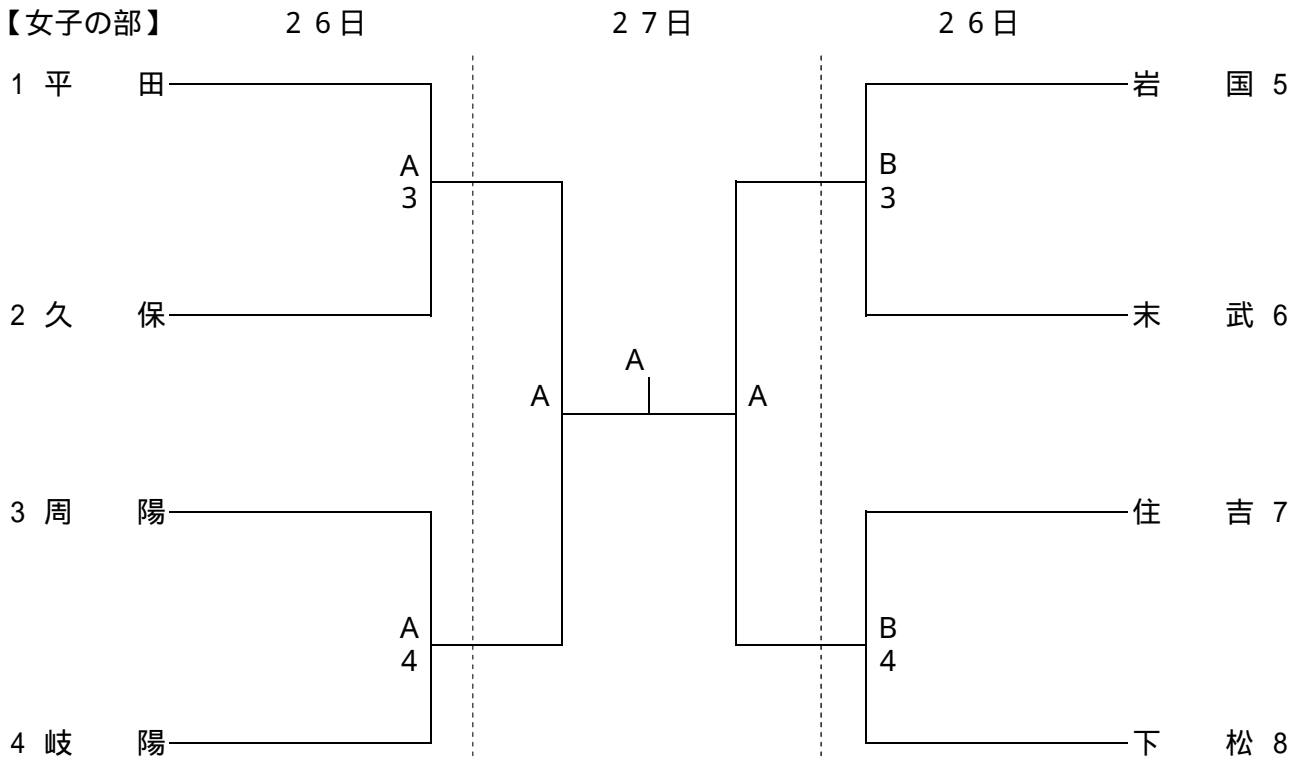 【女子の部】 26日 27日 26日
1 平 田 岩 国 5
A B
3 3
2 久 保 末 武 6
A
A A
3 周 陽 住 吉 7
A B
4 4
4 岐 陽 下 松 8